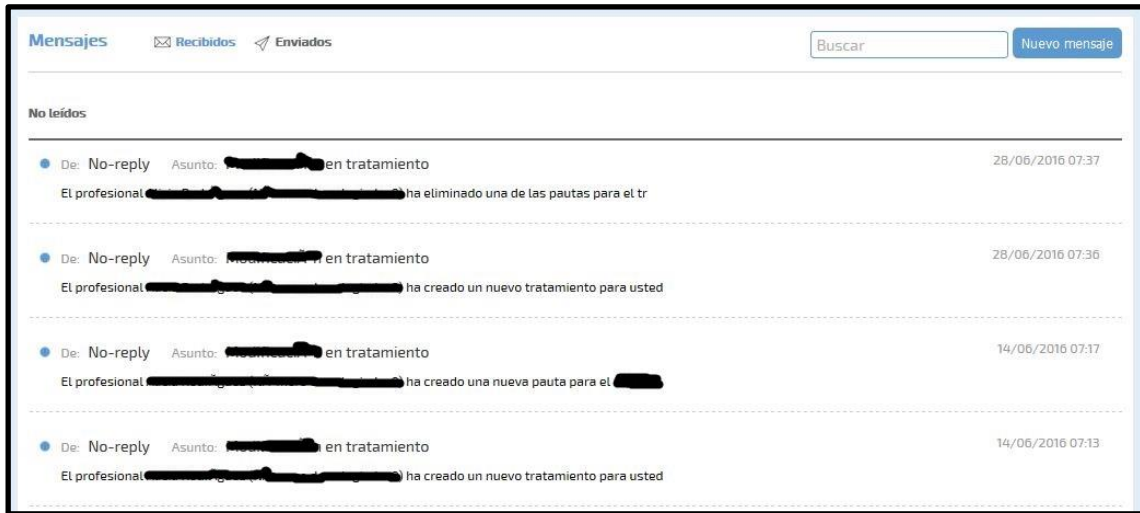 Mensajes Recibidos Enviados Buscar Nuevo mensaje
No leídos
De: No-reply Asunto: en tratamiento 28/06/2016 07:37
El profesional ha eliminado una de las pautas para el tr
De: No-reply Asunto: en tratamiento 28/06/2016 07:36
El profesional ha creado un nuevo tratamiento para usted
De: No-reply Asunto: en tratamiento 14/06/2016 07:17
El profesional ha creado una nueva pauta para el
De: No-reply Asunto: en tratamiento 14/06/2016 07:13
El profesional ha creado un nuevo tratamiento para usted